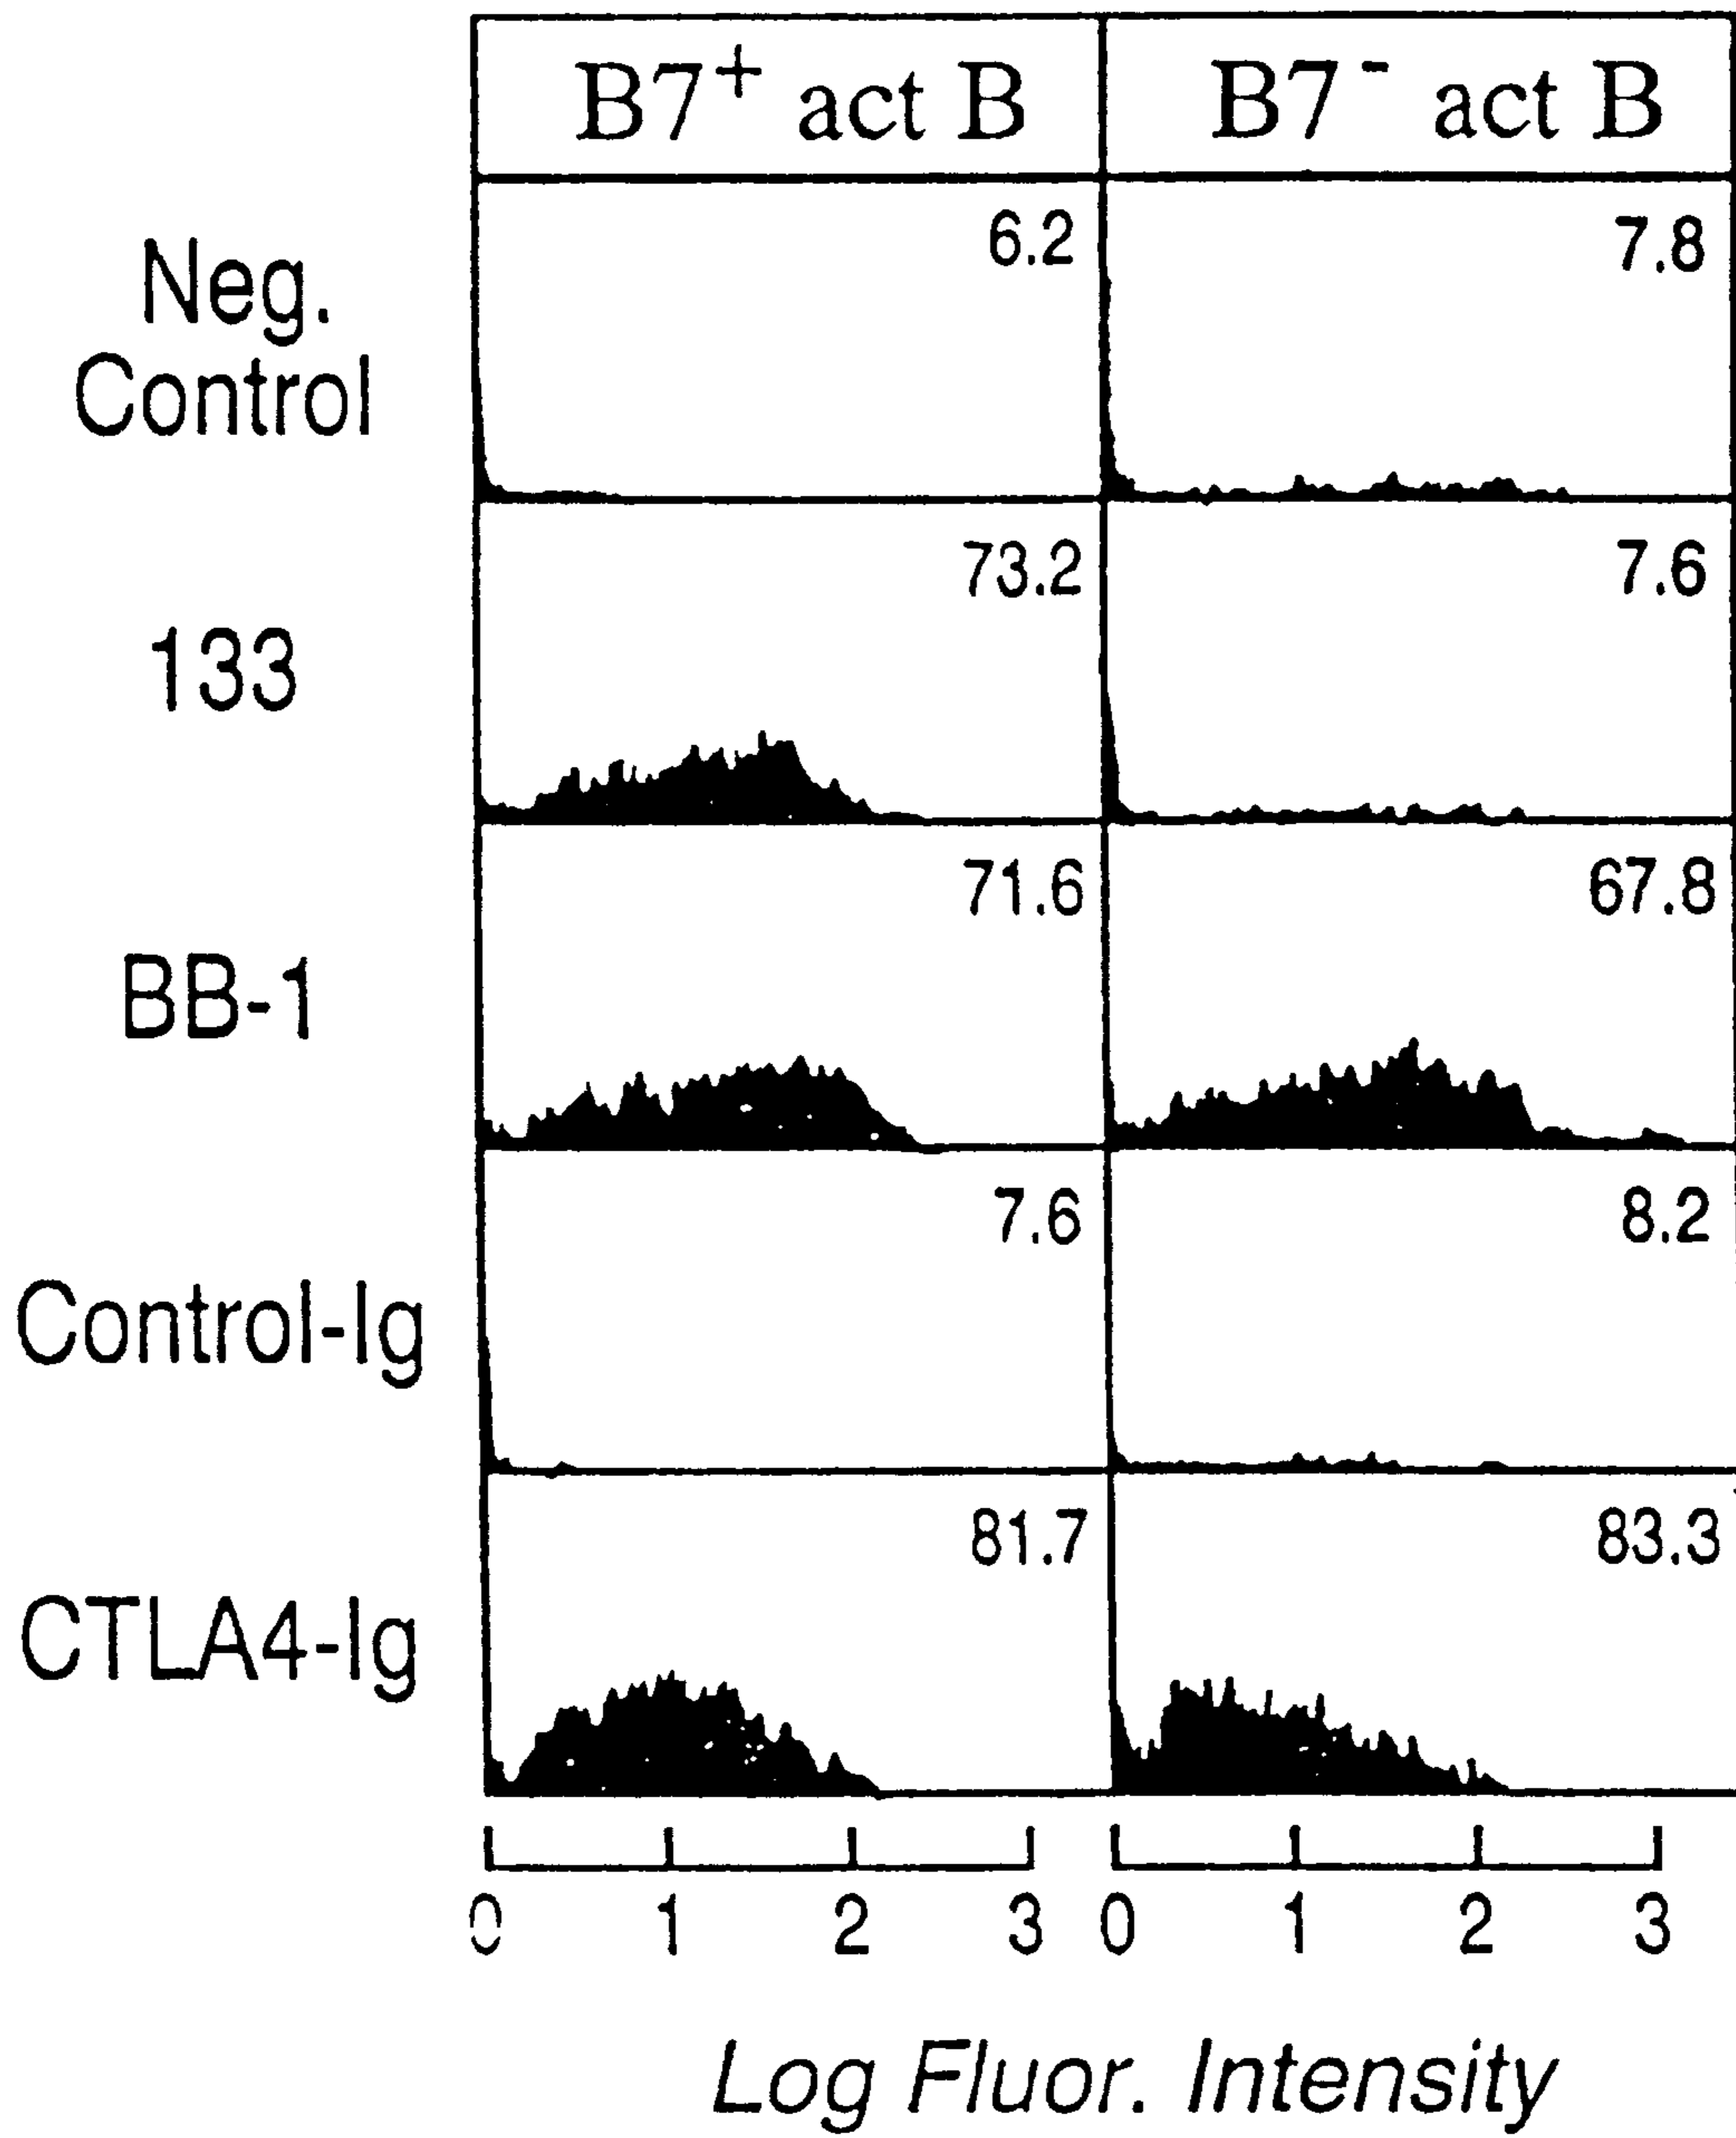 B7⁺ act B B7⁻ act B
Neg. Control 6.2 7.8
133 73.2 7.6
BB-1 71.6 67.8
Control-Ig 7.6 8.2
CTLA4-Ig 81.7 83.3
0 1 2 3 0 1 2 3
Log Fluor. Intensity